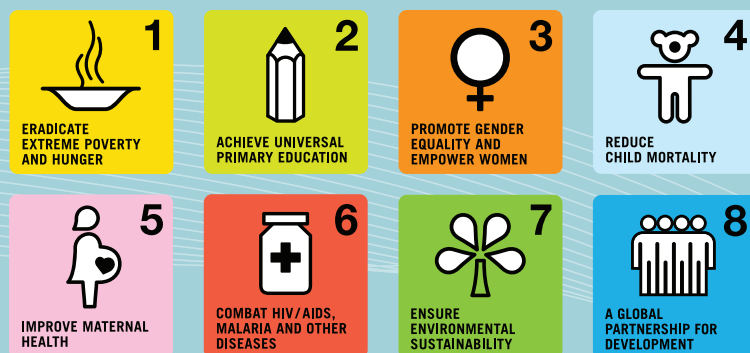 1
ERADICATE
EXTREME POVERTY
AND HUNGER
2
ACHIEVE UNIVERSAL
PRIMARY EDUCATION
3
PROMOTE GENDER
EQUALITY AND
EMPOWER WOMEN
4
REDUCE
CHILD MORTALITY
5
IMPROVE MATERNAL
HEALTH
6
COMBAT HIV/AIDS,
MALARIA AND OTHER
DISEASES
7
ENSURE
ENVIRONMENTAL
SUSTAINABILITY
8
A GLOBAL
PARTNERSHIP FOR
DEVELOPMENT